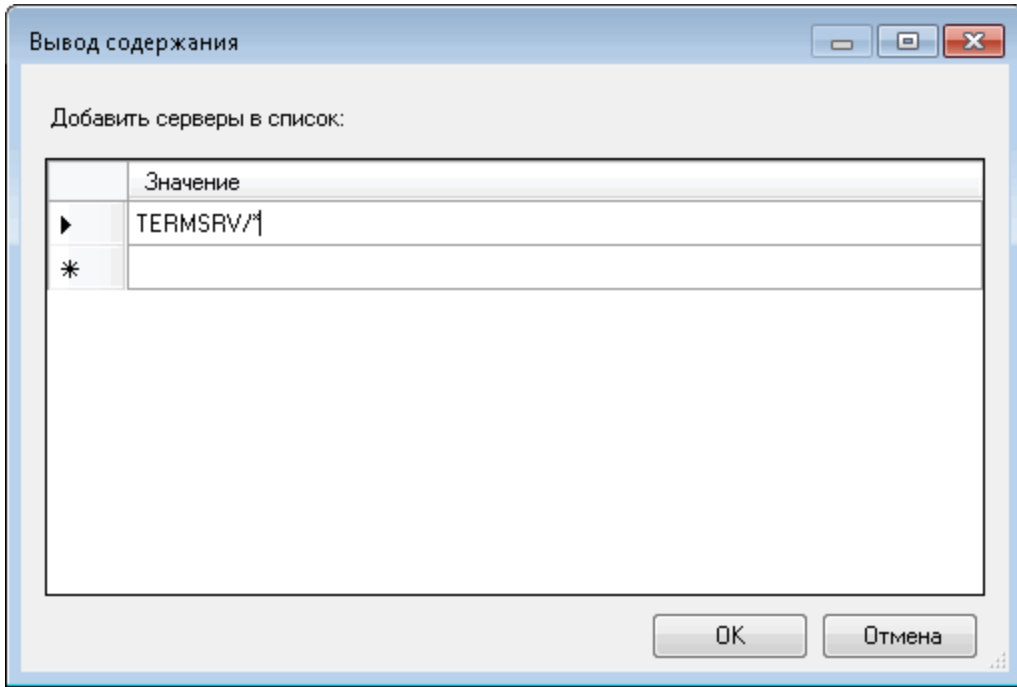 Вывод содержания
Добавить серверы в список:
Значение
TERMSRV/*
OK Отмена